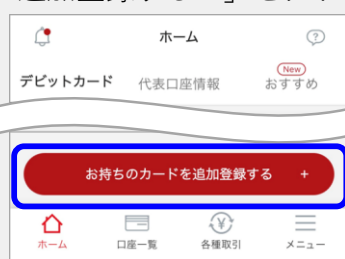 ホーム
?
デビットカード 代表口座情報 New おすすめ
お持ちのカードを追加登録する +
ホーム 口座一覧 各種取引 メニュー